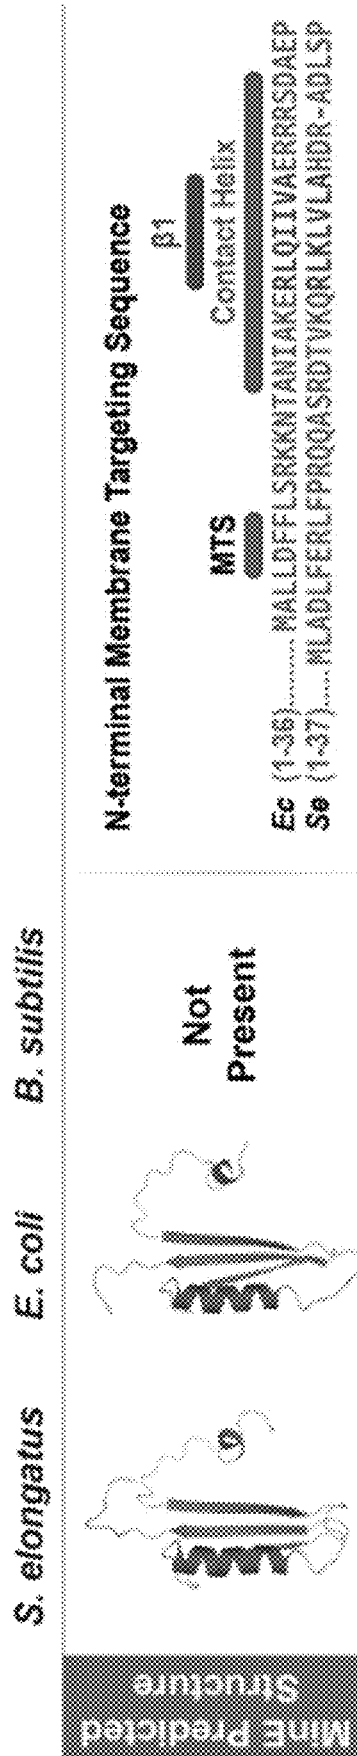 S. elongatus
E. coli
B. subtilis
MinE Predicted
Structure
Not
Present
N-terminal Membrane Targeting Sequence
β1
MTS
Contact Helix
Ec (1-36)........MALLDFFLSRKKNTANIAKERLQIIVAERRRSDAEP
Se (1-37).....MLADLFERLFPRQQASRDTVKQRLKLVLAHDR-ADLSP